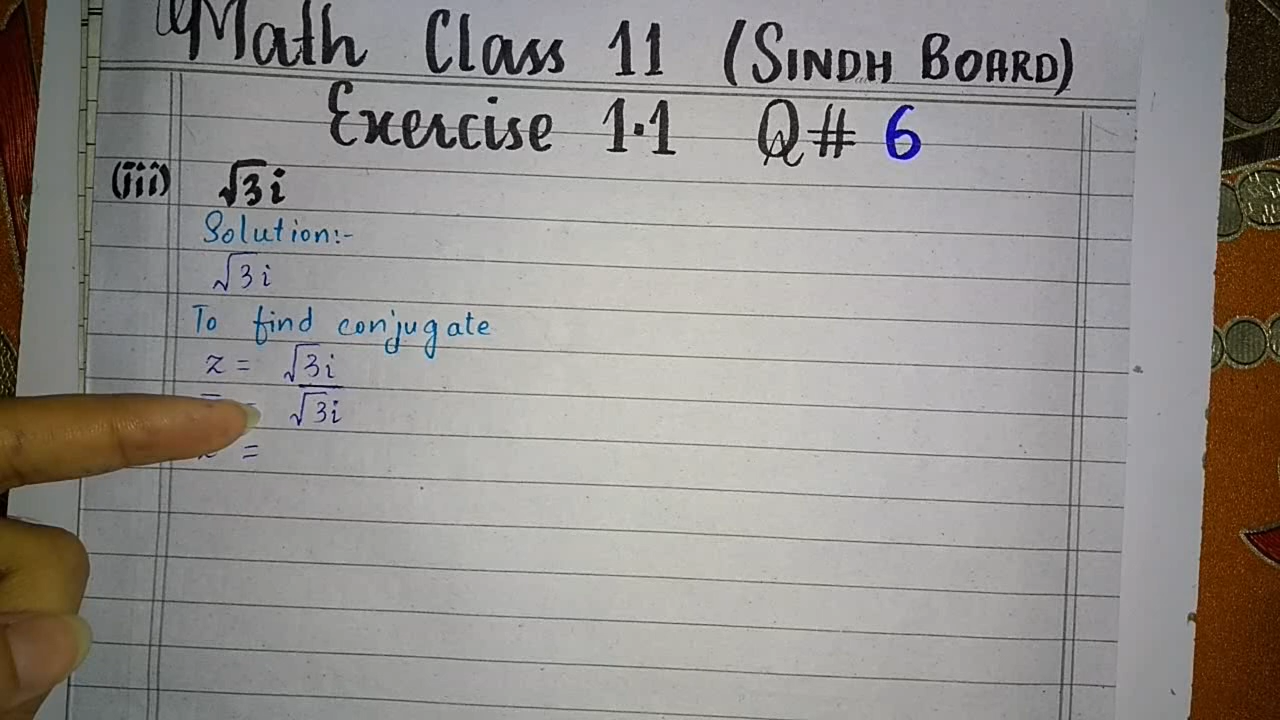 Math Class 11 (SINDH BOARD)
Exercise 1.1 Q# 6
(iii) √3i
Solution:-
√3i
To find conjugate
z = √3i
= √3i
=